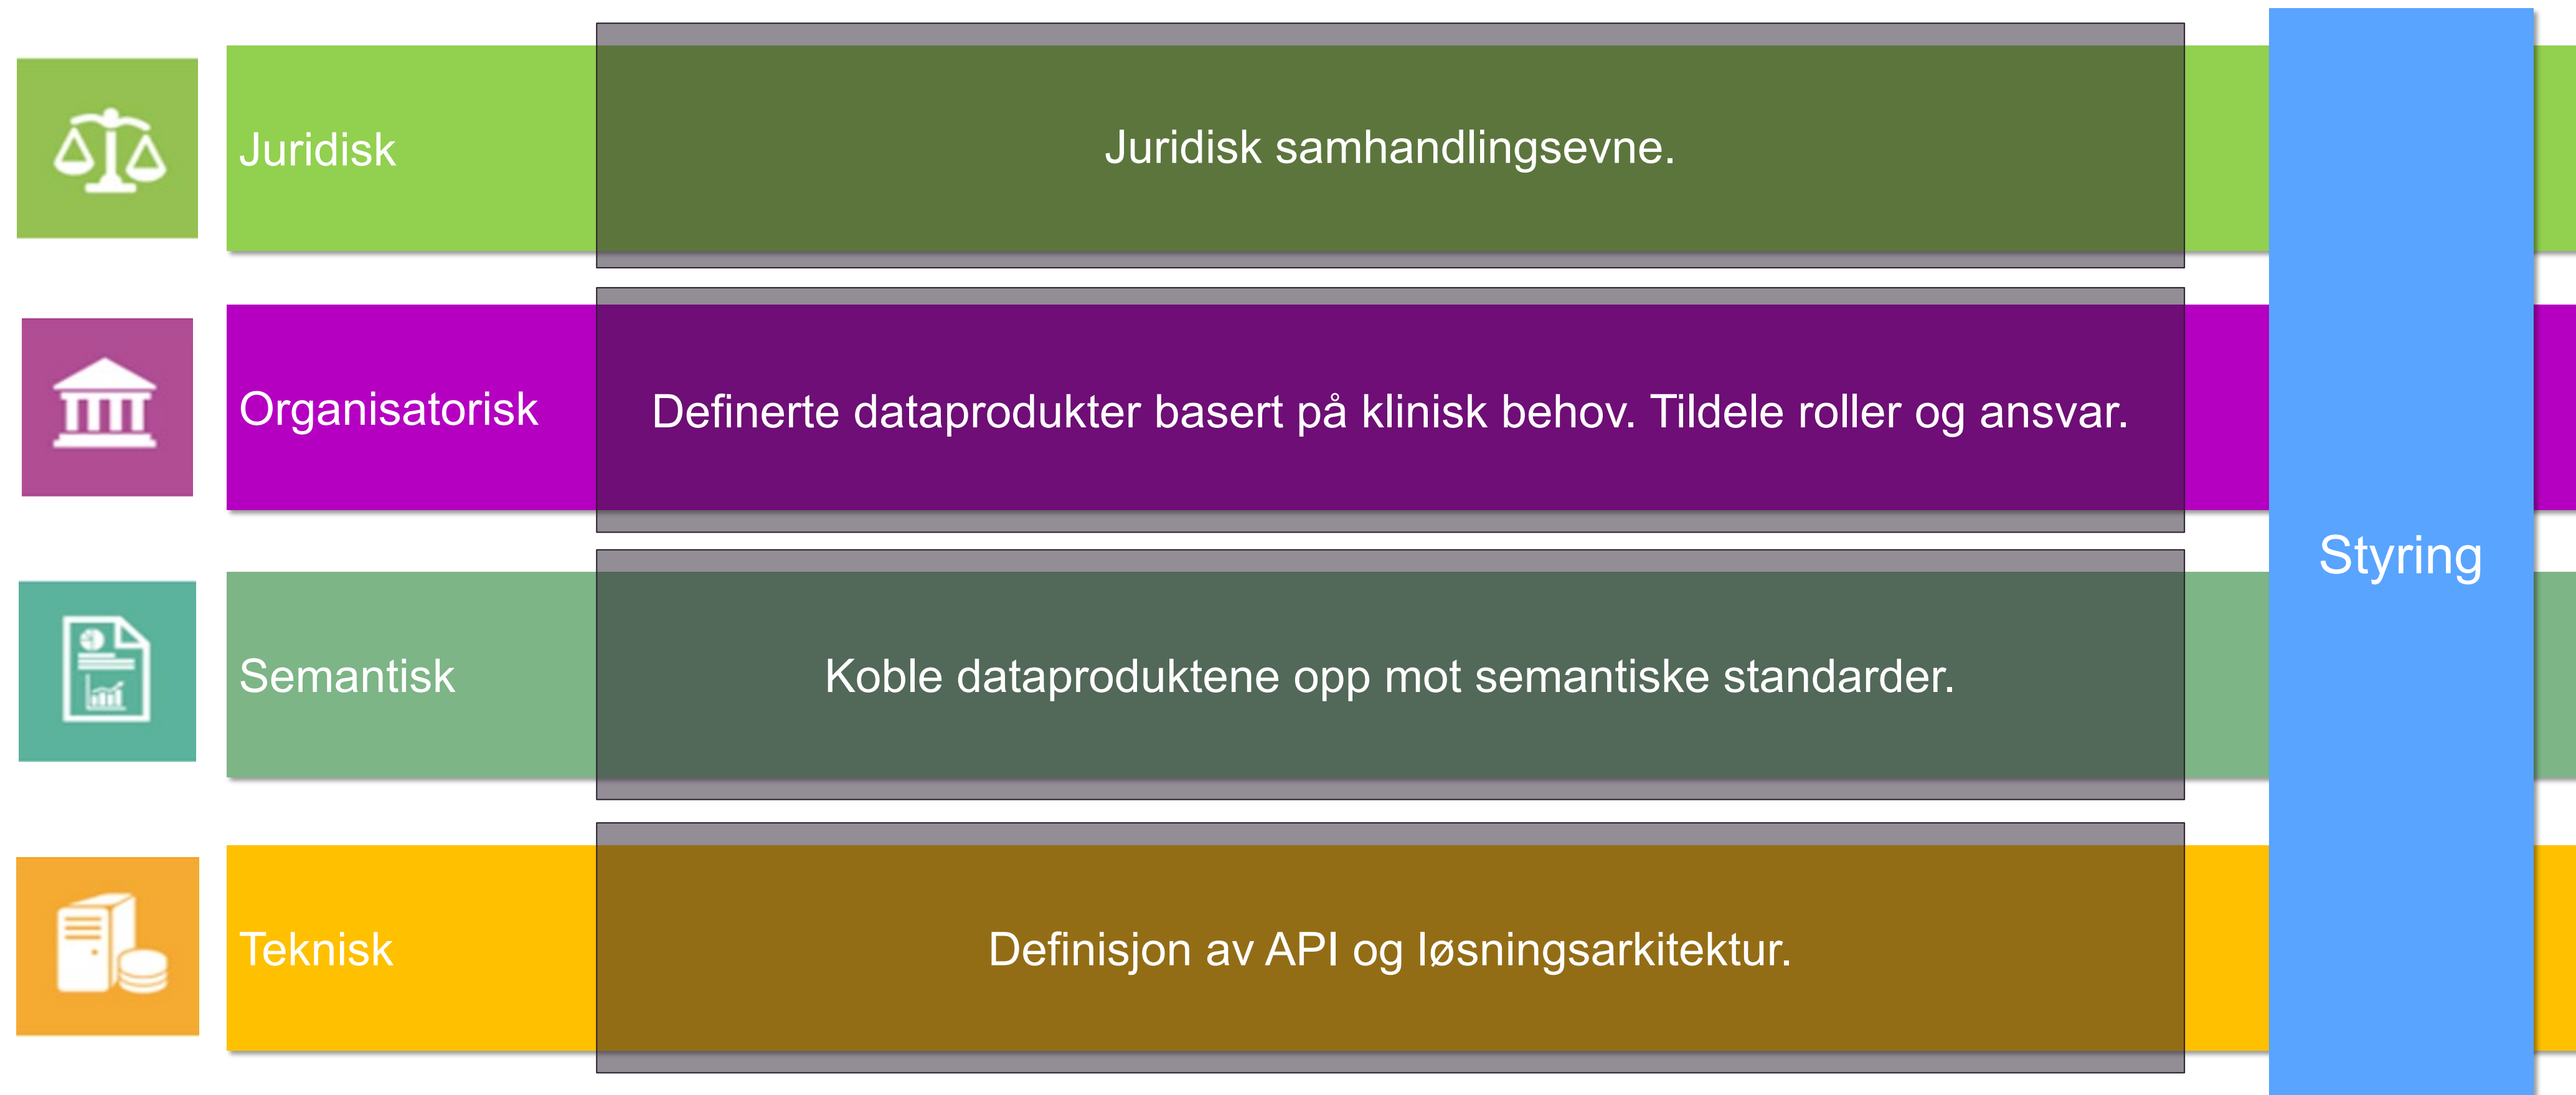 Juridisk
Juridisk samhandlingsevne.
Organisatorisk
Definerte dataprodukter basert på klinisk behov. Tildele roller og ansvar.
Styring
Semantisk
Koble dataproduktene opp mot semantiske standarder.
Teknisk
Definisjon av API og løsningsarkitektur.